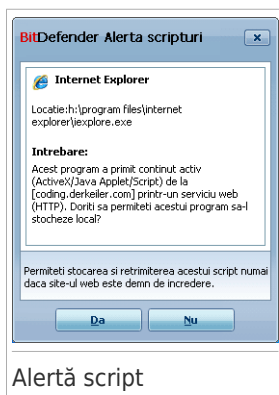 BitDefender Alerta scripturi
Internet Explorer
Locatie:h:\program files\internet
explorer\iexplore.exe
Intrebare:
Acest program a primit continut activ
(ActiveX/Java Applet/Script) de la
[coding.derkeiler.com] printr-un serviciu web
(HTTP). Doriti sa permiteti acestui program sa-l
stocheze local?
Permiteti stocarea si retrimiterea acestui script numai
daca site-ul web este demn de incredere.
Da Nu
Alertă script